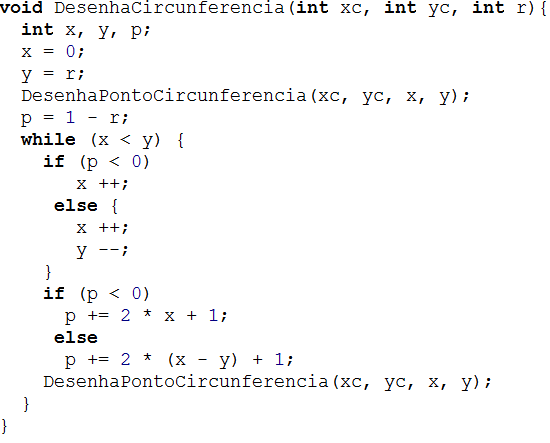 void DesenhaCircunferencia(int xc, int yc, int r){
  int x, y, p;
  x = 0;
  y = r;
  DesenhaPontoCircunferencia(xc, yc, x, y);
  p = 1 - r;
  while (x < y) {
    if (p < 0)
       x ++;
     else {
       x ++;
       y --;
    }
    if (p < 0)
      p += 2 * x + 1;
     else
      p += 2 * (x - y) + 1;
    DesenhaPontoCircunferencia(xc, yc, x, y);
  }
}